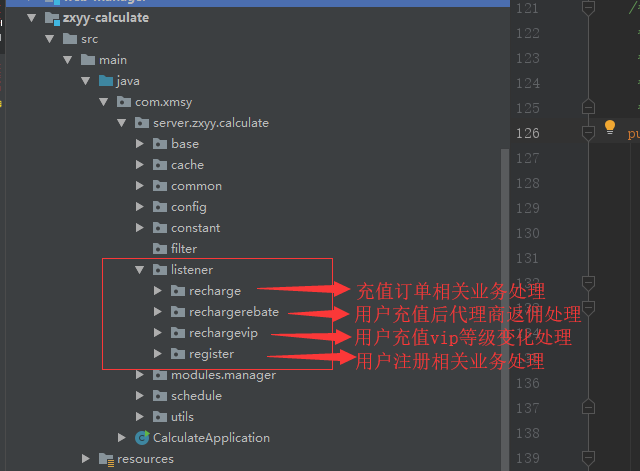 zxyy-calculate
src
main
java
com.xmsy
server.zxyy.calculate
base
cache
common
config
constant
filter
listener
recharge 充值订单相关业务处理
rechargerebate 用户充值后代理商返佣处理
rechargevip 用户充值vip等级变化处理
register 用户注册相关业务处理
modules.manager
schedule
utils
CalculateApplication
resources
121 /*
122
123
124
125
126 pu
127
128
129
130
131
132
133
135
136
137
138
139